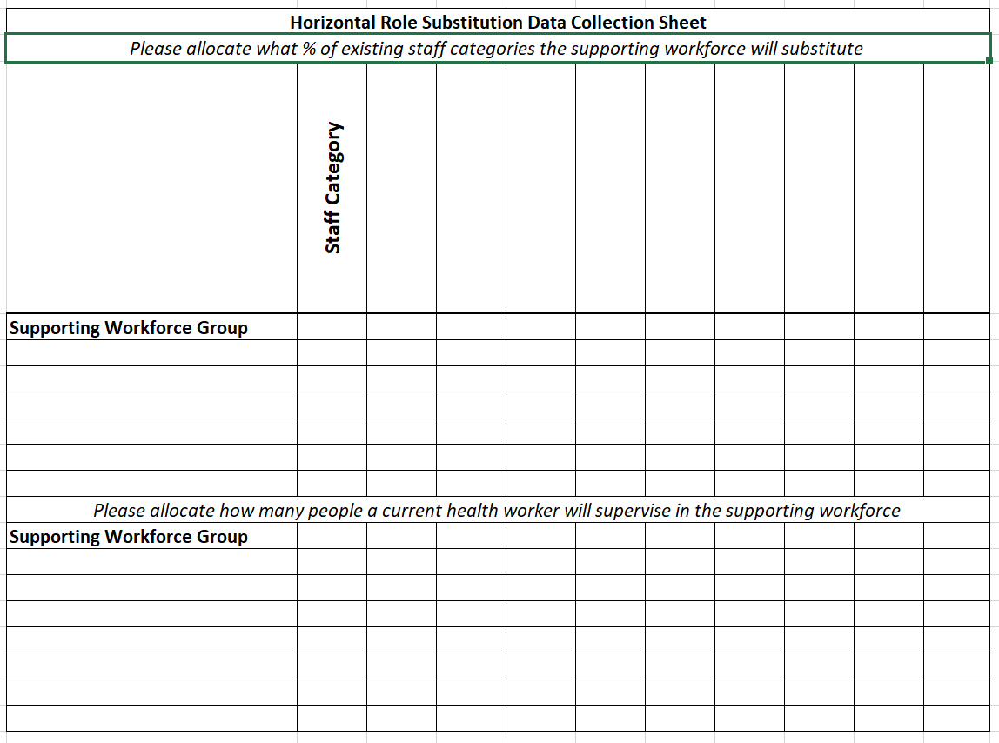 Horizontal Role Substitution Data Collection Sheet
Please allocate what % of existing staff categories the supporting workforce will substitute
Staff Category
Supporting Workforce Group
Please allocate how many people a current health worker will supervise in the supporting workforce
Supporting Workforce Group